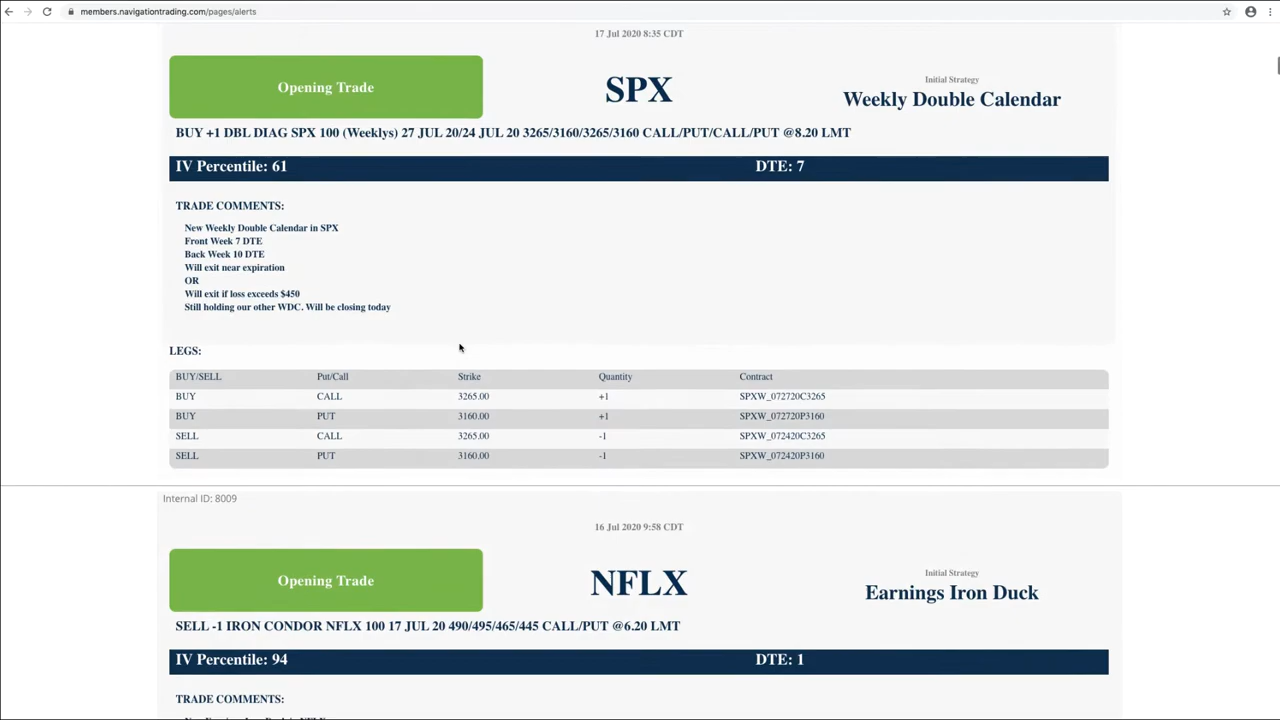 members.navigationtrading.com/pages/alerts
17 Jul 2020 8:35 CDT
Opening Trade
SPX
Initial Strategy
Weekly Double Calendar
BUY +1 DBL DIAG SPX 100 (Weeklys) 27 JUL 20/24 JUL 20 3265/3160/3265/3160 CALL/PUT/CALL/PUT @8.20 LMT
IV Percentile: 61 DTE: 7
TRADE COMMENTS:
New Weekly Double Calendar in SPX
Front Week 7 DTE
Back Week 10 DTE
Will exit near expiration
OR
Will exit if loss exceeds $450
Still holding our other WDC. Will be closing today
LEGS:
BUY/SELL Put/Call Strike Quantity Contract
BUY CALL 3265.00 +1 SPXW_072720C3265
BUY PUT 3160.00 +1 SPXW_072720P3160
SELL CALL 3265.00 -1 SPXW_072420C3265
SELL PUT 3160.00 -1 SPXW_072420P3160
Internal ID: 8009
16 Jul 2020 9:58 CDT
Opening Trade
NFLX
Initial Strategy
Earnings Iron Duck
SELL -1 IRON CONDOR NFLX 100 17 JUL 20 490/495/465/445 CALL/PUT @6.20 LMT
IV Percentile: 94 DTE: 1
TRADE COMMENTS: